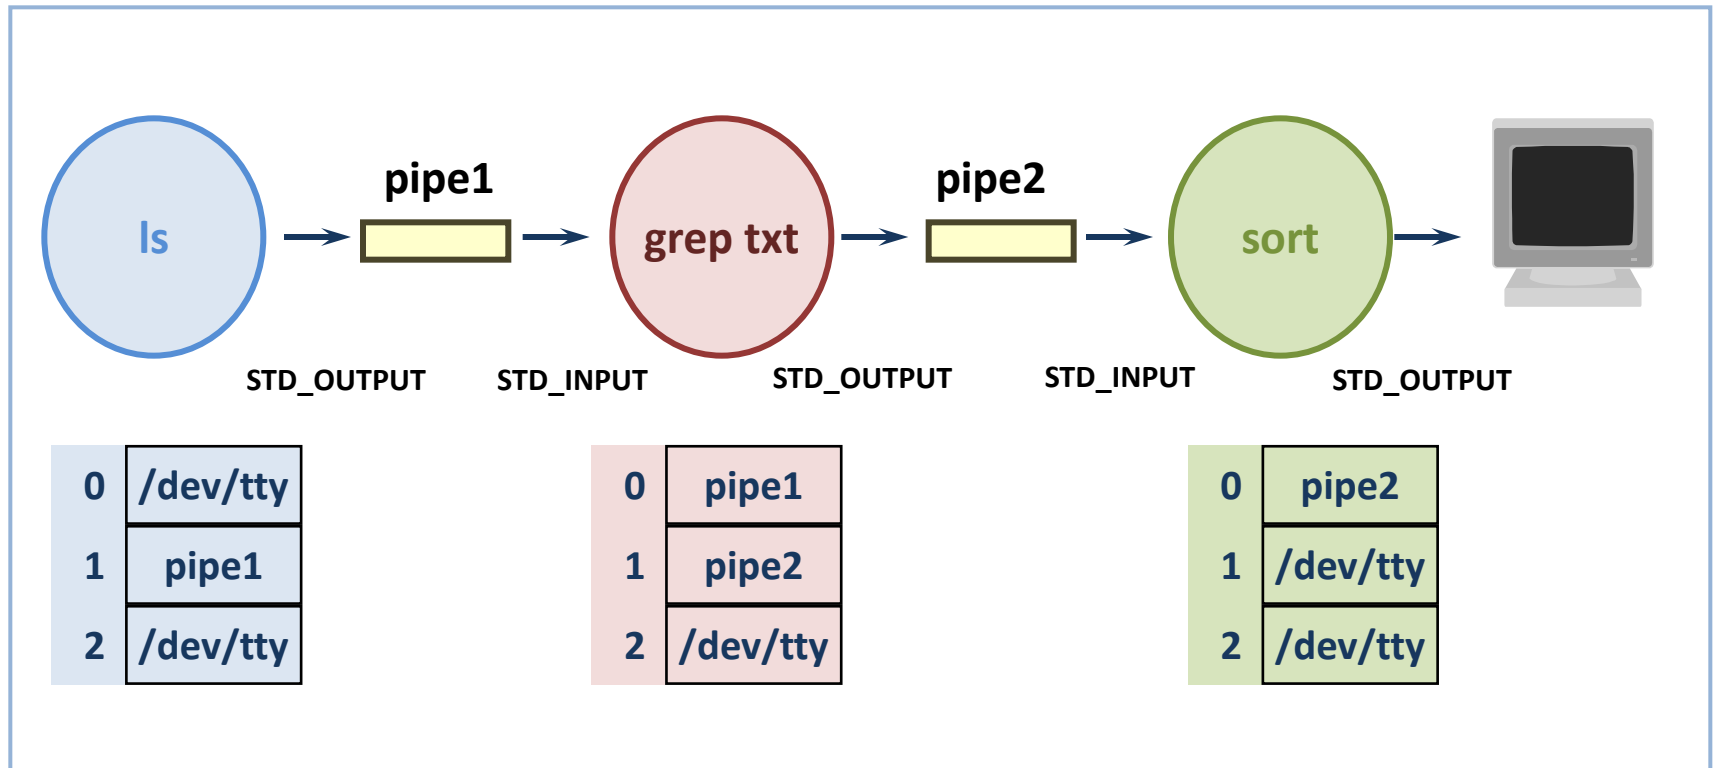 pipe1 pipe2
ls grep txt sort
STD_OUTPUT STD_INPUT STD_OUTPUT STD_INPUT STD_OUTPUT
0 /dev/tty 0 pipe1 0 pipe2
1 pipe1 1 pipe2 1 /dev/tty
2 /dev/tty 2 /dev/tty 2 /dev/tty